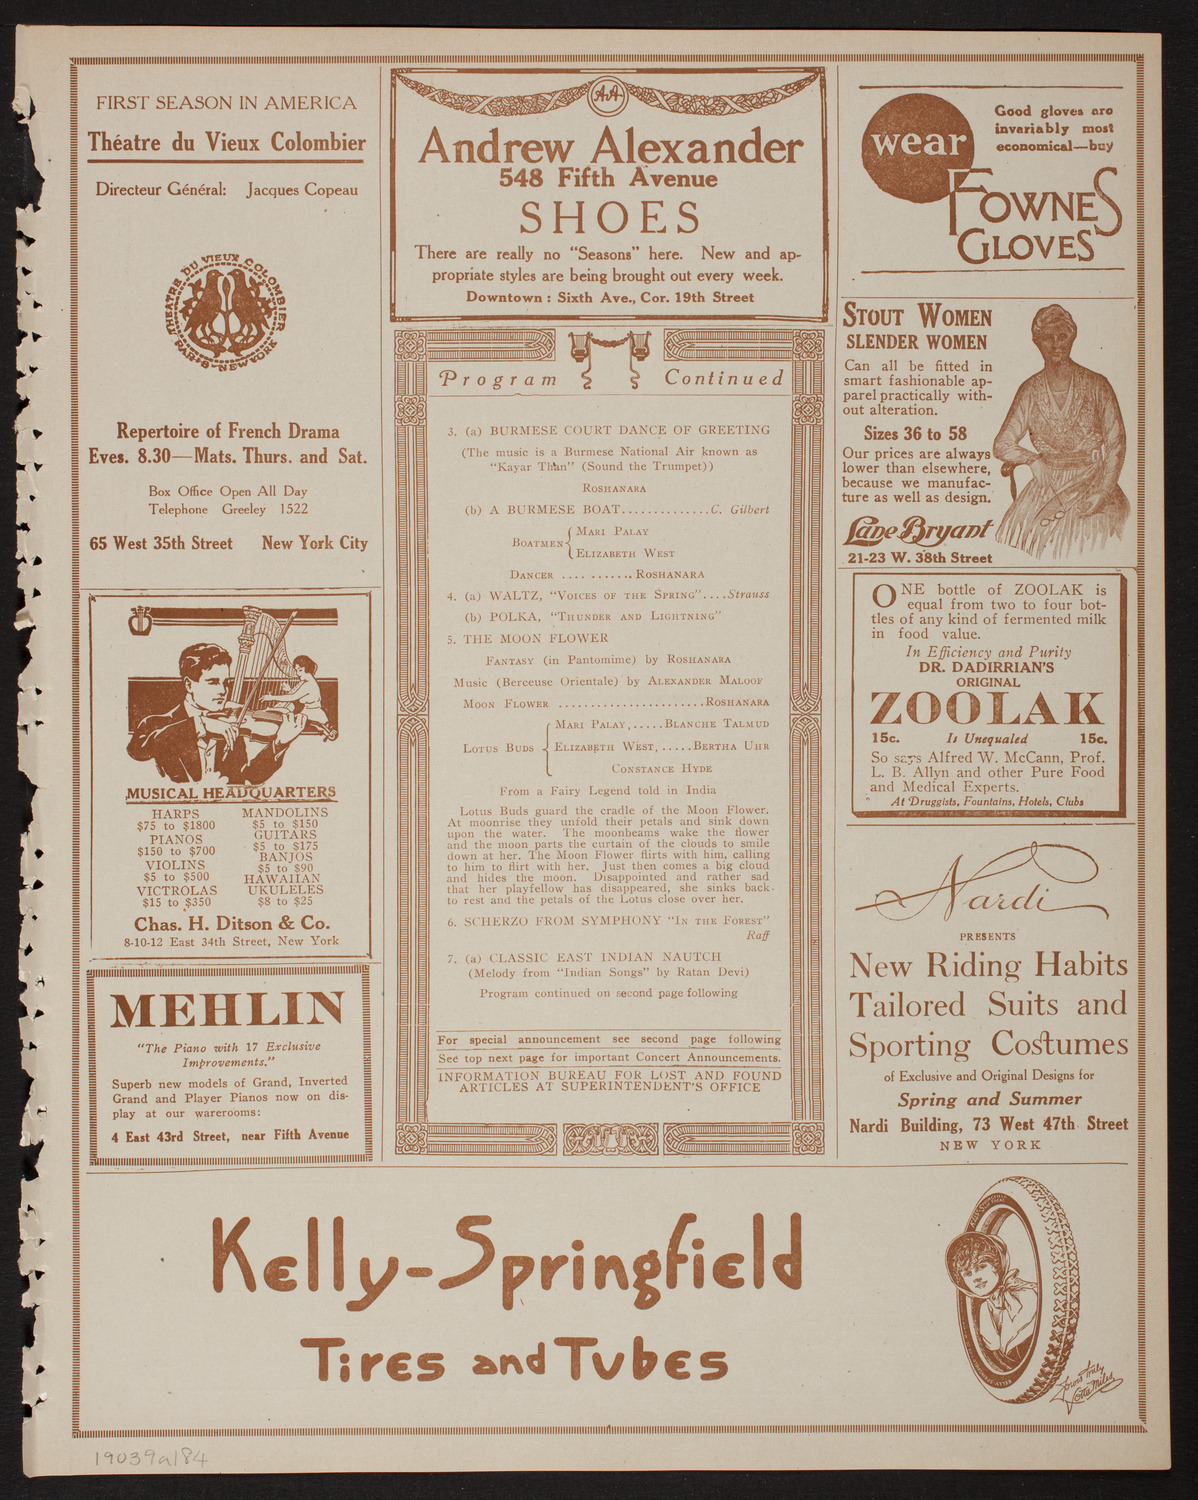 FIRST SEASON IN AMERICA
Théatre du Vieux Colombier
Directeur Général: Jacques Copeau
THEATRE DU VIEUX COLOMBIER
PARIS-NEW YORK
Repertoire of French Drama
Eves. 8.30—Mats. Thurs. and Sat.
Box Office Open All Day
Telephone Greeley 1522
65 West 35th Street New York City
MUSICAL HEADQUARTERS
HARPS
$75 to $1800
PIANOS
$150 to $700
VIOLINS
$5 to $500
VICTROLAS
$15 to $350
MANDOLINS
$5 to $150
GUITARS
$5 to $175
BANJOS
$5 to $90
HAWAIIAN
UKULELES
$8 to $25
Chas. H. Ditson & Co.
8-10-12 East 34th Street, New York
MEHLIN
"The Piano with 17 Exclusive
Improvements."
Superb new models of Grand, Inverted
Grand and Player Pianos now on dis-
play at our warerooms:
4 East 43rd Street, near Fifth Avenue
AA
Andrew Alexander
548 Fifth Avenue
SHOES
There are really no "Seasons" here. New and ap-
propriate styles are being brought out every week.
Downtown: Sixth Ave., Cor. 19th Street
Program Continued
3. (a) BURMESE COURT DANCE OF GREETING
(The music is a Burmese National Air known as
"Kayar Than" (Sound the Trumpet))
ROSHANARA
(b) A BURMESE BOAT..............C. Gilbert
BOATMEN { MARI PALAY
ELIZABETH WEST
DANCER ........... ROSHANARA
4. (a) WALTZ, "VOICES OF THE SPRING"....Strauss
(b) POLKA, "THUNDER AND LIGHTNING"
5. THE MOON FLOWER
FANTASY (in Pantomime) by ROSHANARA
Music (Berceuse Orientale) by ALEXANDER MALOOF
MOON FLOWER ........................ROSHANARA
LOTUS BUDS { MARI PALAY,......BLANCHE TALMUD
ELIZABETH WEST,.....BERTHA UHR
CONSTANCE HYDE
From a Fairy Legend told in India
Lotus Buds guard the cradle of the Moon Flower.
At moonrise they unfold their petals and sink down
upon the water. The moonbeams wake the flower
and the moon parts the curtain of the clouds to smile
down at her. The Moon Flower flirts with him, calling
to him to flirt with her. Just then comes a big cloud
and hides the moon. Disappointed and rather sad
that her playfellow has disappeared, she sinks back
to rest and the petals of the Lotus close over her.
6. SCHERZO FROM SYMPHONY "IN THE FOREST"
Raff
7. (a) CLASSIC EAST INDIAN NAUTCH
(Melody from "Indian Songs" by Ratan Devi)
Program continued on second page following
For special announcement see second page following
See top next page for important Concert Announcements.
INFORMATION BUREAU FOR LOST AND FOUND
ARTICLES AT SUPERINTENDENT'S OFFICE
wear
Good gloves are
invariably most
economical—buy
FOWNES
GLOVES
STOUT WOMEN
SLENDER WOMEN
Can all be fitted in
smart fashionable ap-
parel practically with-
out alteration.
Sizes 36 to 58
Our prices are always
lower than elsewhere,
because we manufac-
ture as well as design.
Lane Bryant
21-23 W. 38th Street
ONE bottle of ZOOLAK is
equal from two to four bot-
tles of any kind of fermented milk
in food value.
In Efficiency and Purity
DR. DADIRRIAN'S
ORIGINAL
ZOOLAK
15c. Is Unequaled 15c.
So says Alfred W. McCann, Prof.
L. B. Allyn and other Pure Food
and Medical Experts.
At Druggists, Fountains, Hotels, Clubs
Nardi
PRESENTS
New Riding Habits
Tailored Suits and
Sporting Costumes
of Exclusive and Original Designs for
Spring and Summer
Nardi Building, 73 West 47th Street
NEW YORK
Kelly-Springfield
Tires and Tubes
Yours truly
Lotta Miles
19039a184